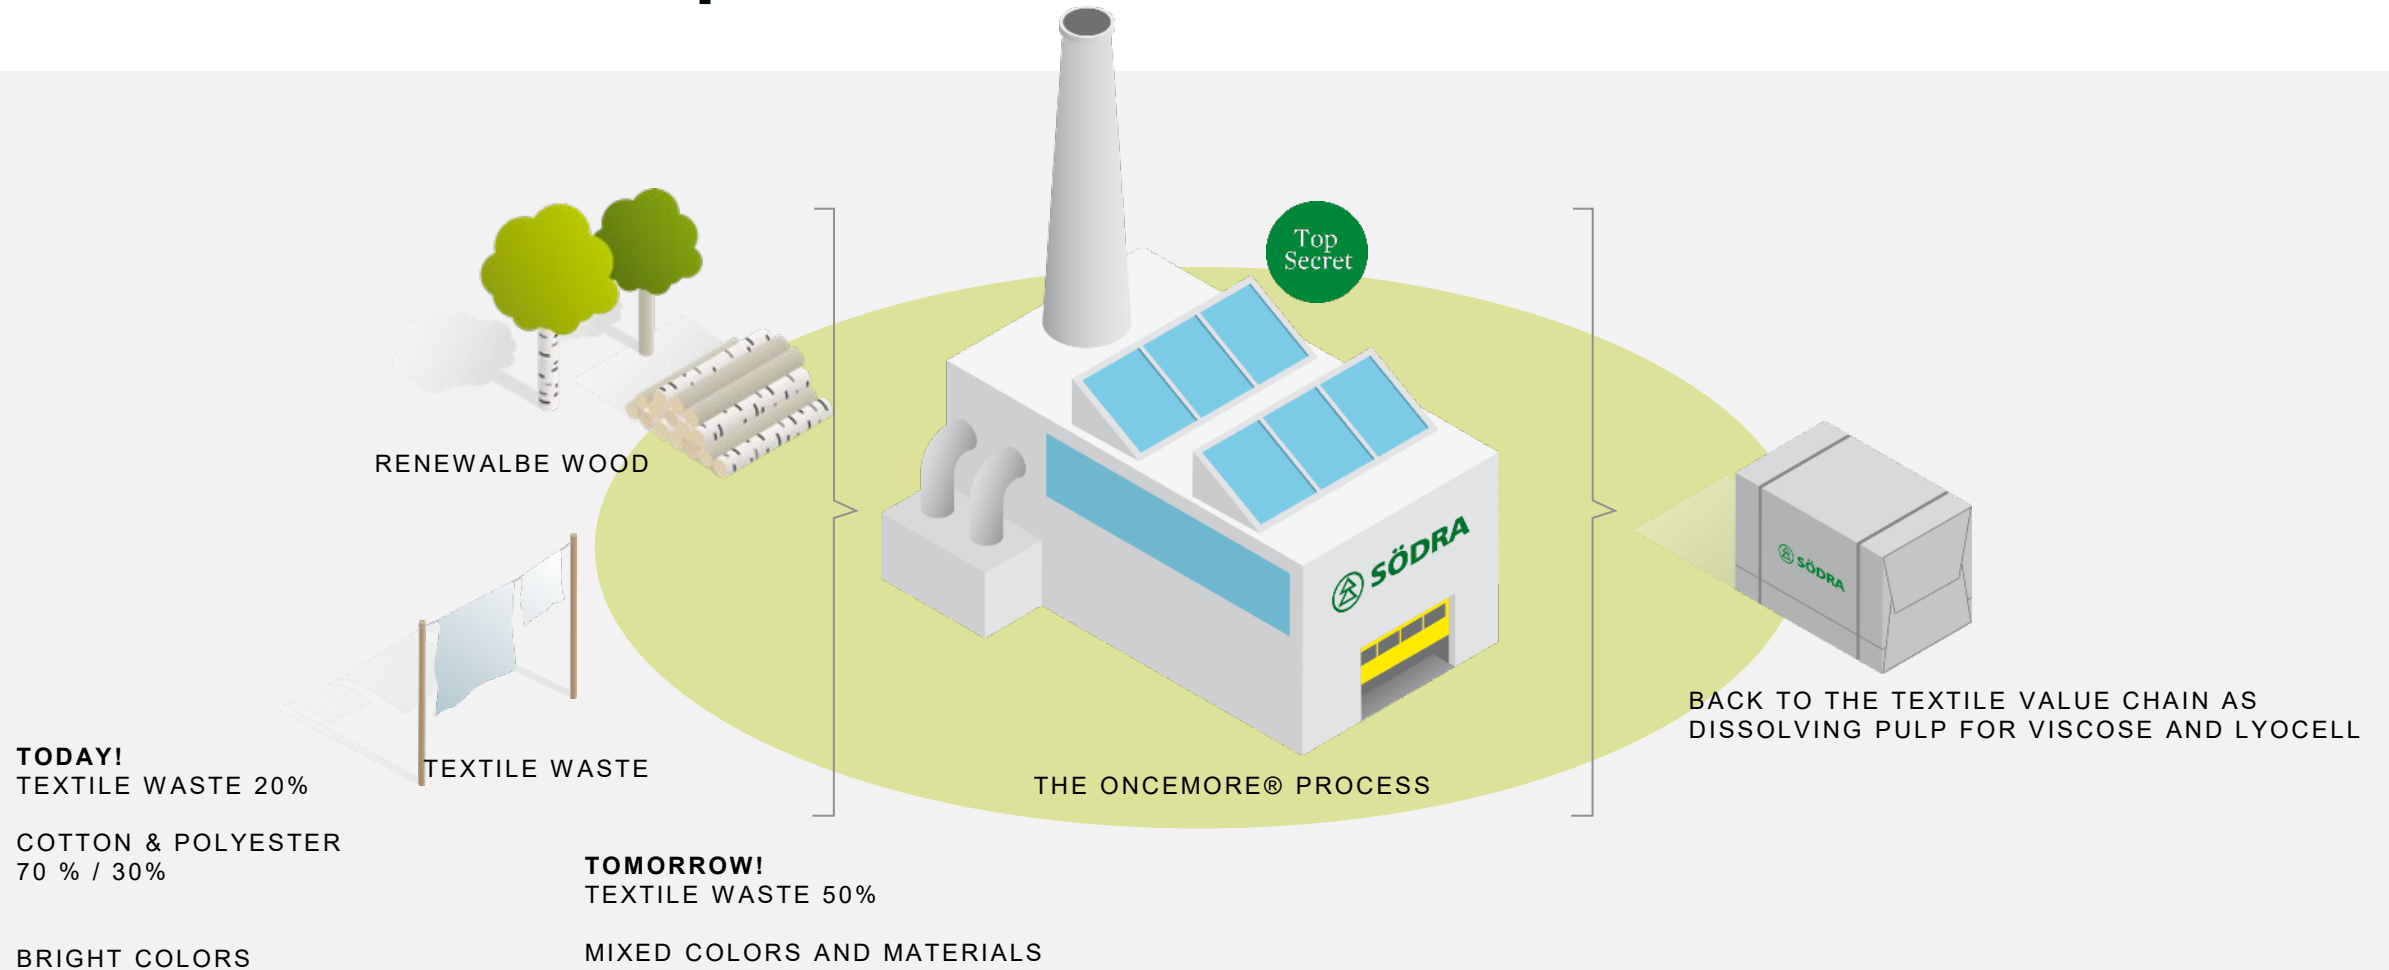 Top
Secret
RENEWALBE WOOD
SÖDRA
SÖDRA
BACK TO THE TEXTILE VALUE CHAIN AS
DISSOLVING PULP FOR VISCOSE AND LYOCELL
TEXTILE WASTE
THE ONCEMORE® PROCESS
TODAY!
TEXTILE WASTE 20%
COTTON & POLYESTER
70 % / 30%
BRIGHT COLORS
TOMORROW!
TEXTILE WASTE 50%
MIXED COLORS AND MATERIALS